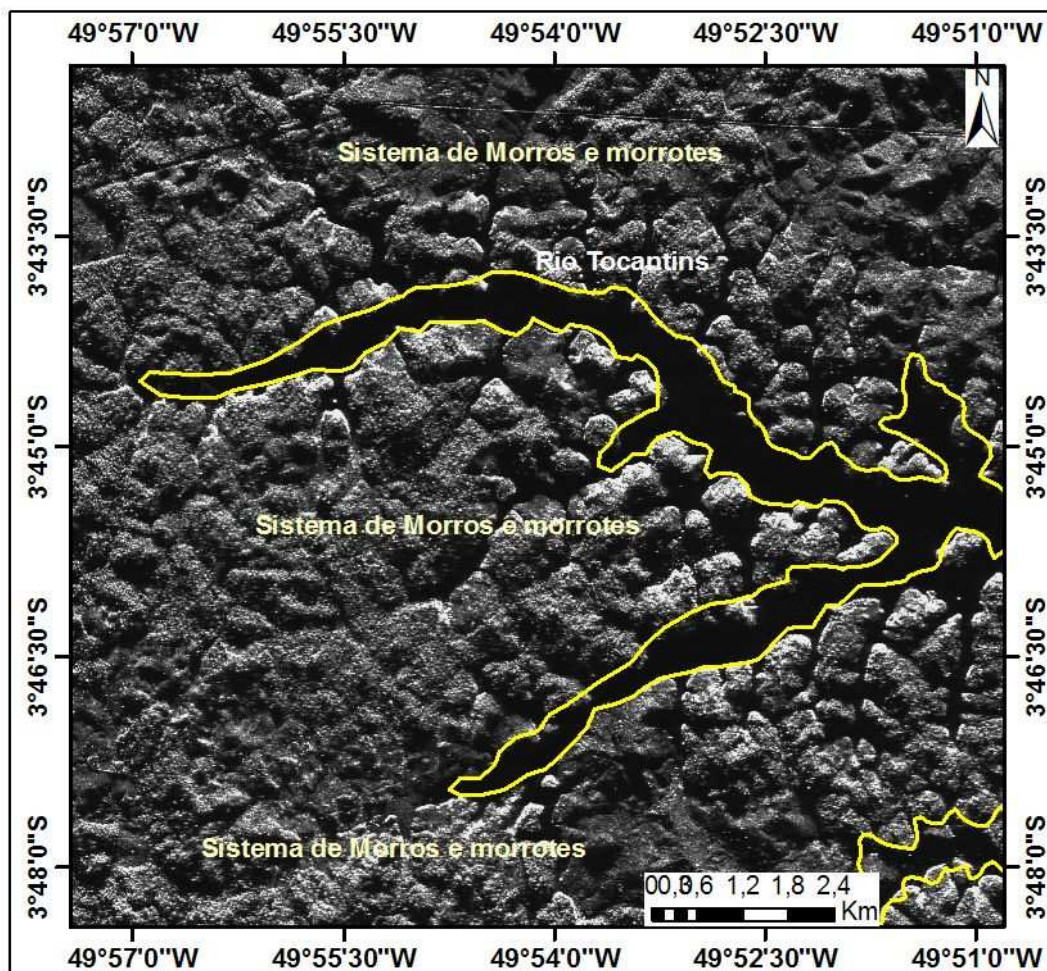 49°57'0"W 49°55'30"W 49°54'0"W 49°52'30"W 49°51'0"W
N
Sistema de Morros e morrotes
3°43'30"S 3°43'30"S
Rio Tocantins
3°45'0"S 3°45'0"S
Sistema de Morros e morrotes
3°46'30"S 3°46'30"S
Sistema de Morros e morrotes
3°48'0"S 3°48'0"S
00,30,6 1,2 1,8 2,4
Km
49°57'0"W 49°55'30"W 49°54'0"W 49°52'30"W 49°51'0"W